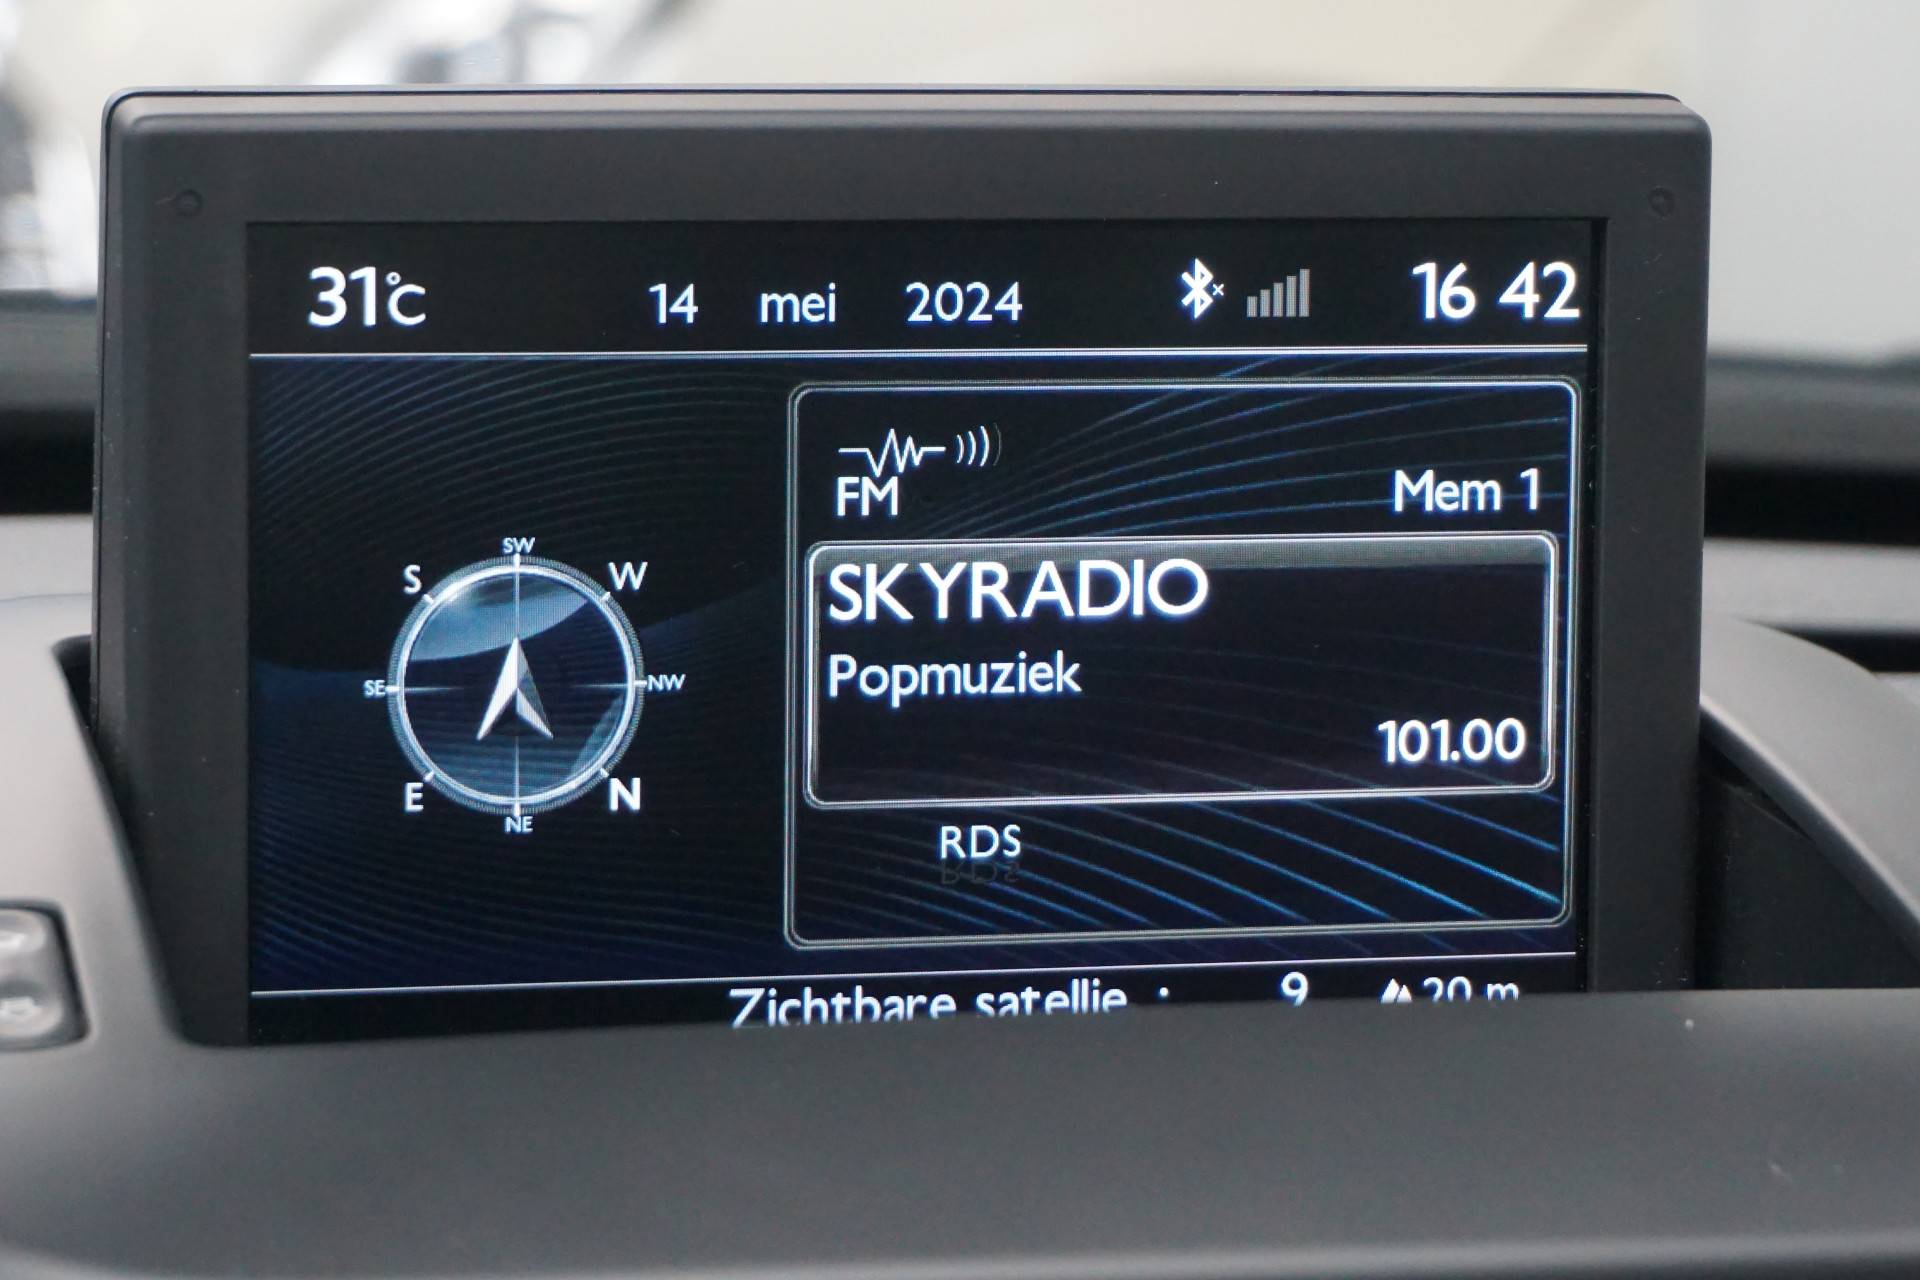 31°C 14 mei 2024 16 42
FM
Mem 1
SKYRADIO
Popmuziek
101.00
RDS
SW
S W
SE NW
E N
NE
Zichtbare satellie : 9 20 m